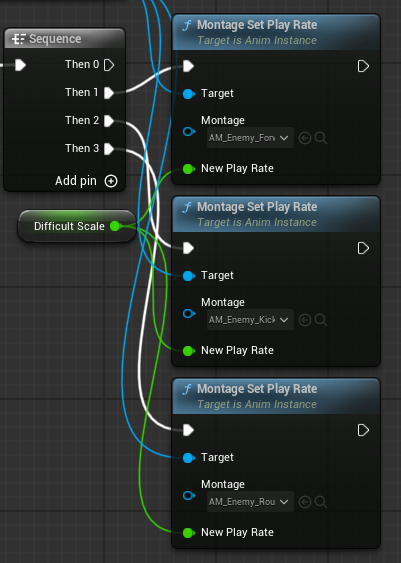 Sequence
Then 0
Then 1
Then 2
Then 3
Add pin
Difficult Scale
Montage Set Play Rate
Target is Anim Instance
Target
Montage
AM_Enemy_Forv
New Play Rate
Montage Set Play Rate
Target is Anim Instance
Target
Montage
AM_Enemy_Kick
New Play Rate
Montage Set Play Rate
Target is Anim Instance
Target
Montage
AM_Enemy_Rou
New Play Rate